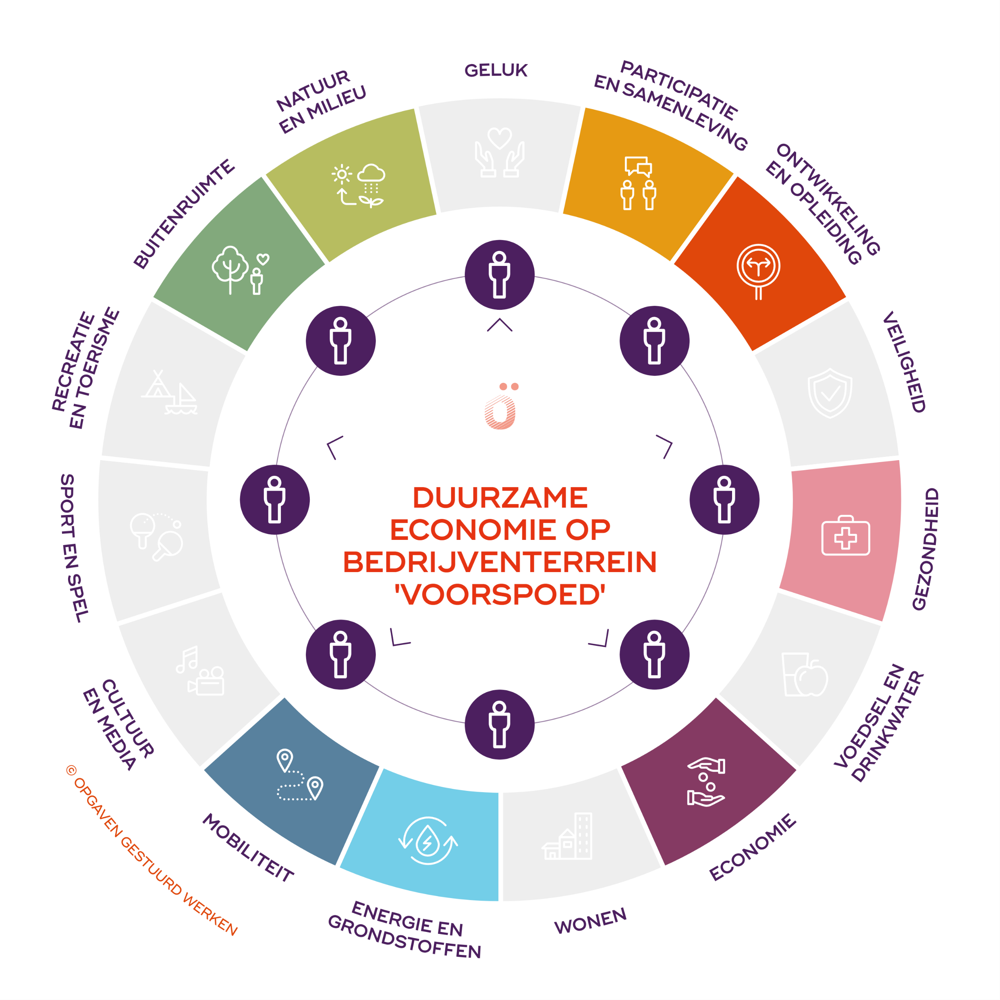 GELUK
PARTICIPATIE
EN SAMENLEVING
ONTWIKKELING
EN OPLEIDING
VEILIGHEID
GEZONDHEID
VOEDSEL EN
DRINKWATER
ECONOMIE
WONEN
ENERGIE EN
GRONDSTOFFEN
MOBILITEIT
CULTUUR
EN MEDIA
SPORT EN SPEL
RECREATIE
EN TOERISME
BUITENRUIMTE
NATUUR
EN MILIEU
ö
DUURZAME
ECONOMIE OP
BEDRIJVENTERREIN
'VOORSPOED'
© OPGAVEN GESTUURD WERKEN